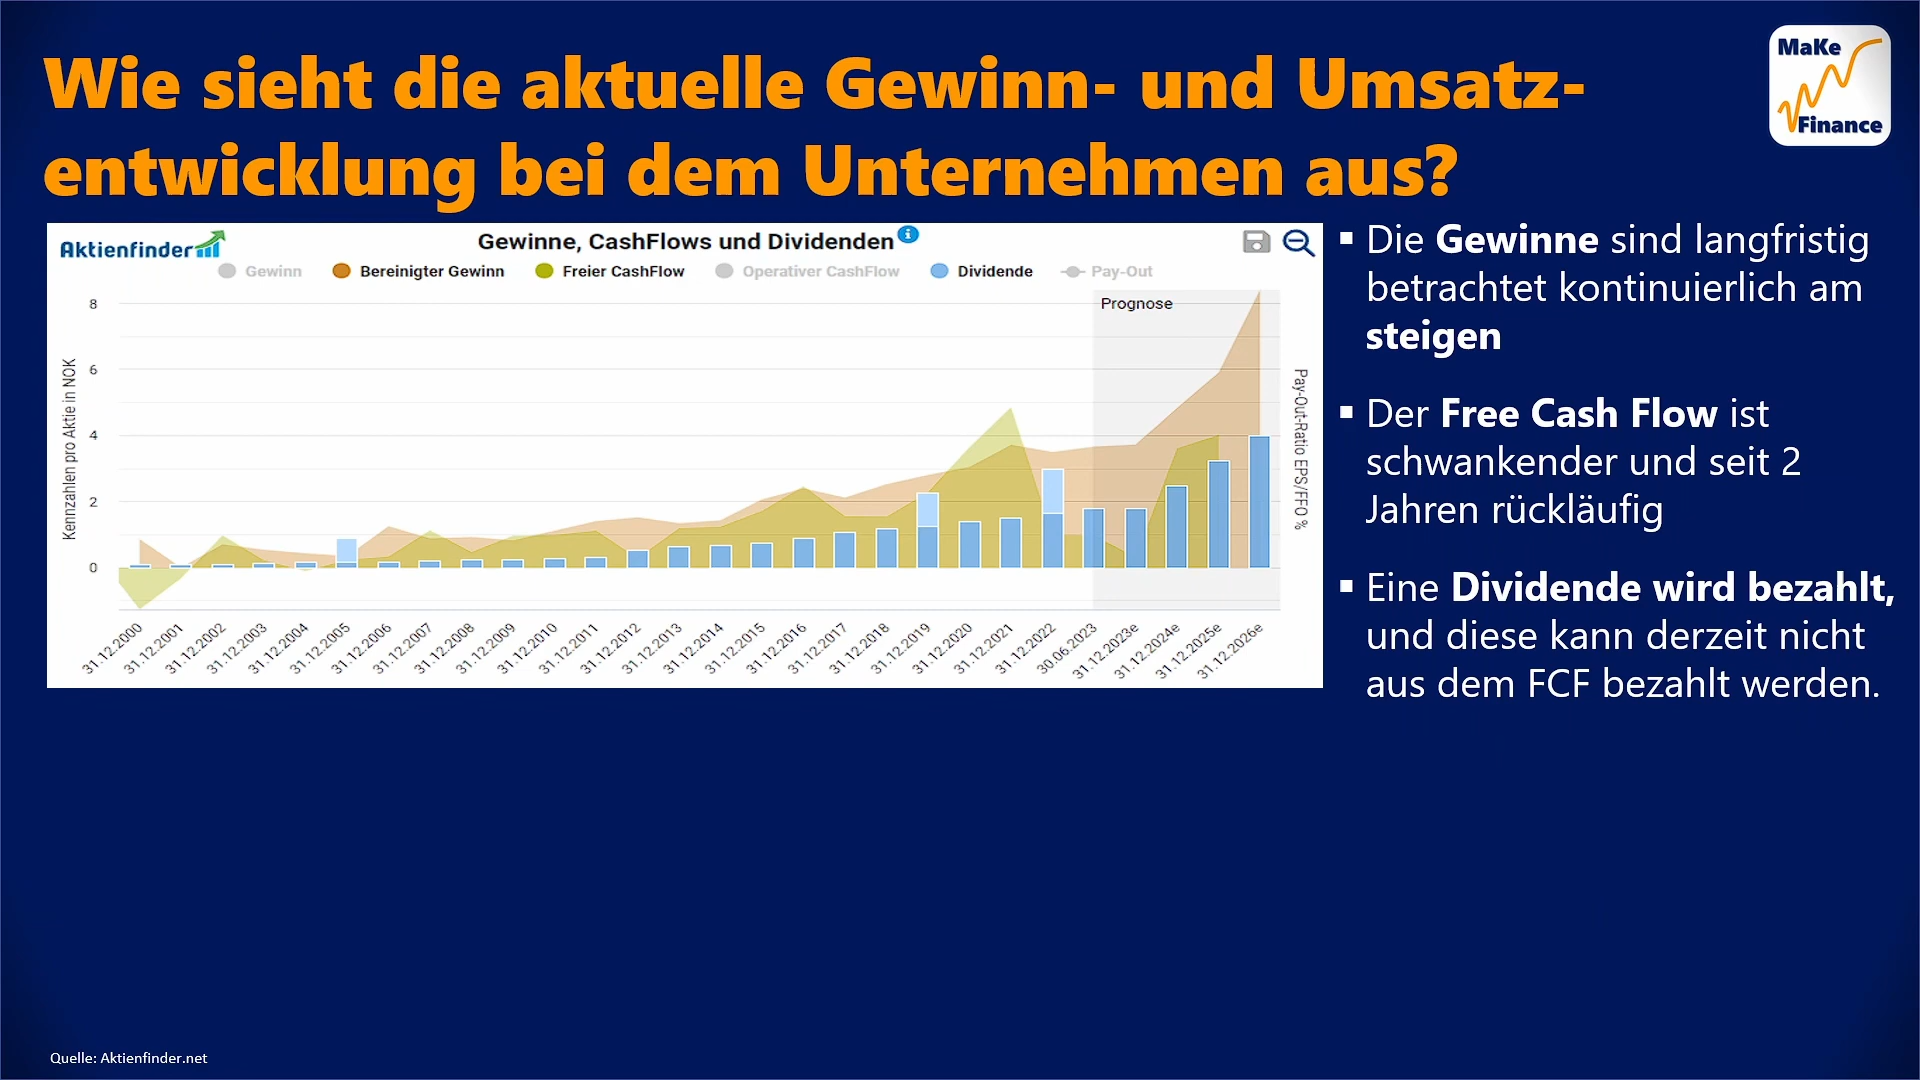 Wie sieht die aktuelle Gewinn- und Umsatz-
entwicklung bei dem Unternehmen aus?
MaKe
Finance
Aktienfinder
Gewinne, CashFlows und Dividenden
i
Gewinn
Bereinigter Gewinn
Freier CashFlow
Operativer CashFlow
Dividende
Pay-Out
Kennzahlen pro Aktie in NOK
8
6
4
2
0
Prognose
Pay-Out-Ratio EPS/FFO %
31.12.2000
31.12.2001
31.12.2002
31.12.2003
31.12.2004
31.12.2005
31.12.2006
31.12.2007
31.12.2008
31.12.2009
31.12.2010
31.12.2011
31.12.2012
31.12.2013
31.12.2014
31.12.2015
31.12.2016
31.12.2017
31.12.2018
31.12.2019
31.12.2020
31.12.2021
31.12.2022
30.06.2023
31.12.2023e
31.12.2024e
31.12.2025e
31.12.2026e
▪ Die Gewinne sind langfristig
betrachtet kontinuierlich am
steigen
▪ Der Free Cash Flow ist
schwankender und seit 2
Jahren rückläufig
▪ Eine Dividende wird bezahlt,
und diese kann derzeit nicht
aus dem FCF bezahlt werden.
Quelle: Aktienfinder.net